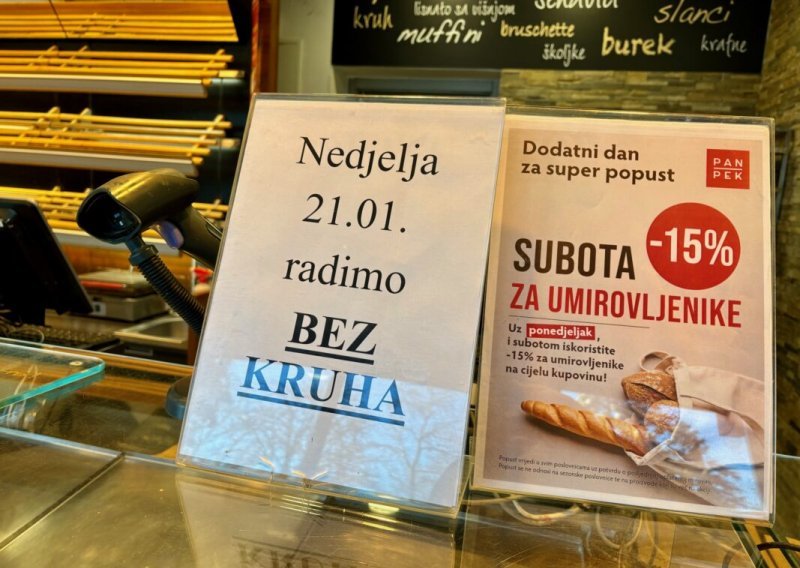 kruh
lisnato sa višnjom
slanci
muffini
bruschette
školjke
burek
krafne
Nedjelja
21.01.
radimo
BEZ
KRUHA
Dodatni dan
za super popust
PAN
PEK
SUBOTA
-15%
ZA UMIROVLJENIKE
Uz ponedjeljak,
i subotom iskoristite
-15% za umirovljenike
na cijelu kupovinu!